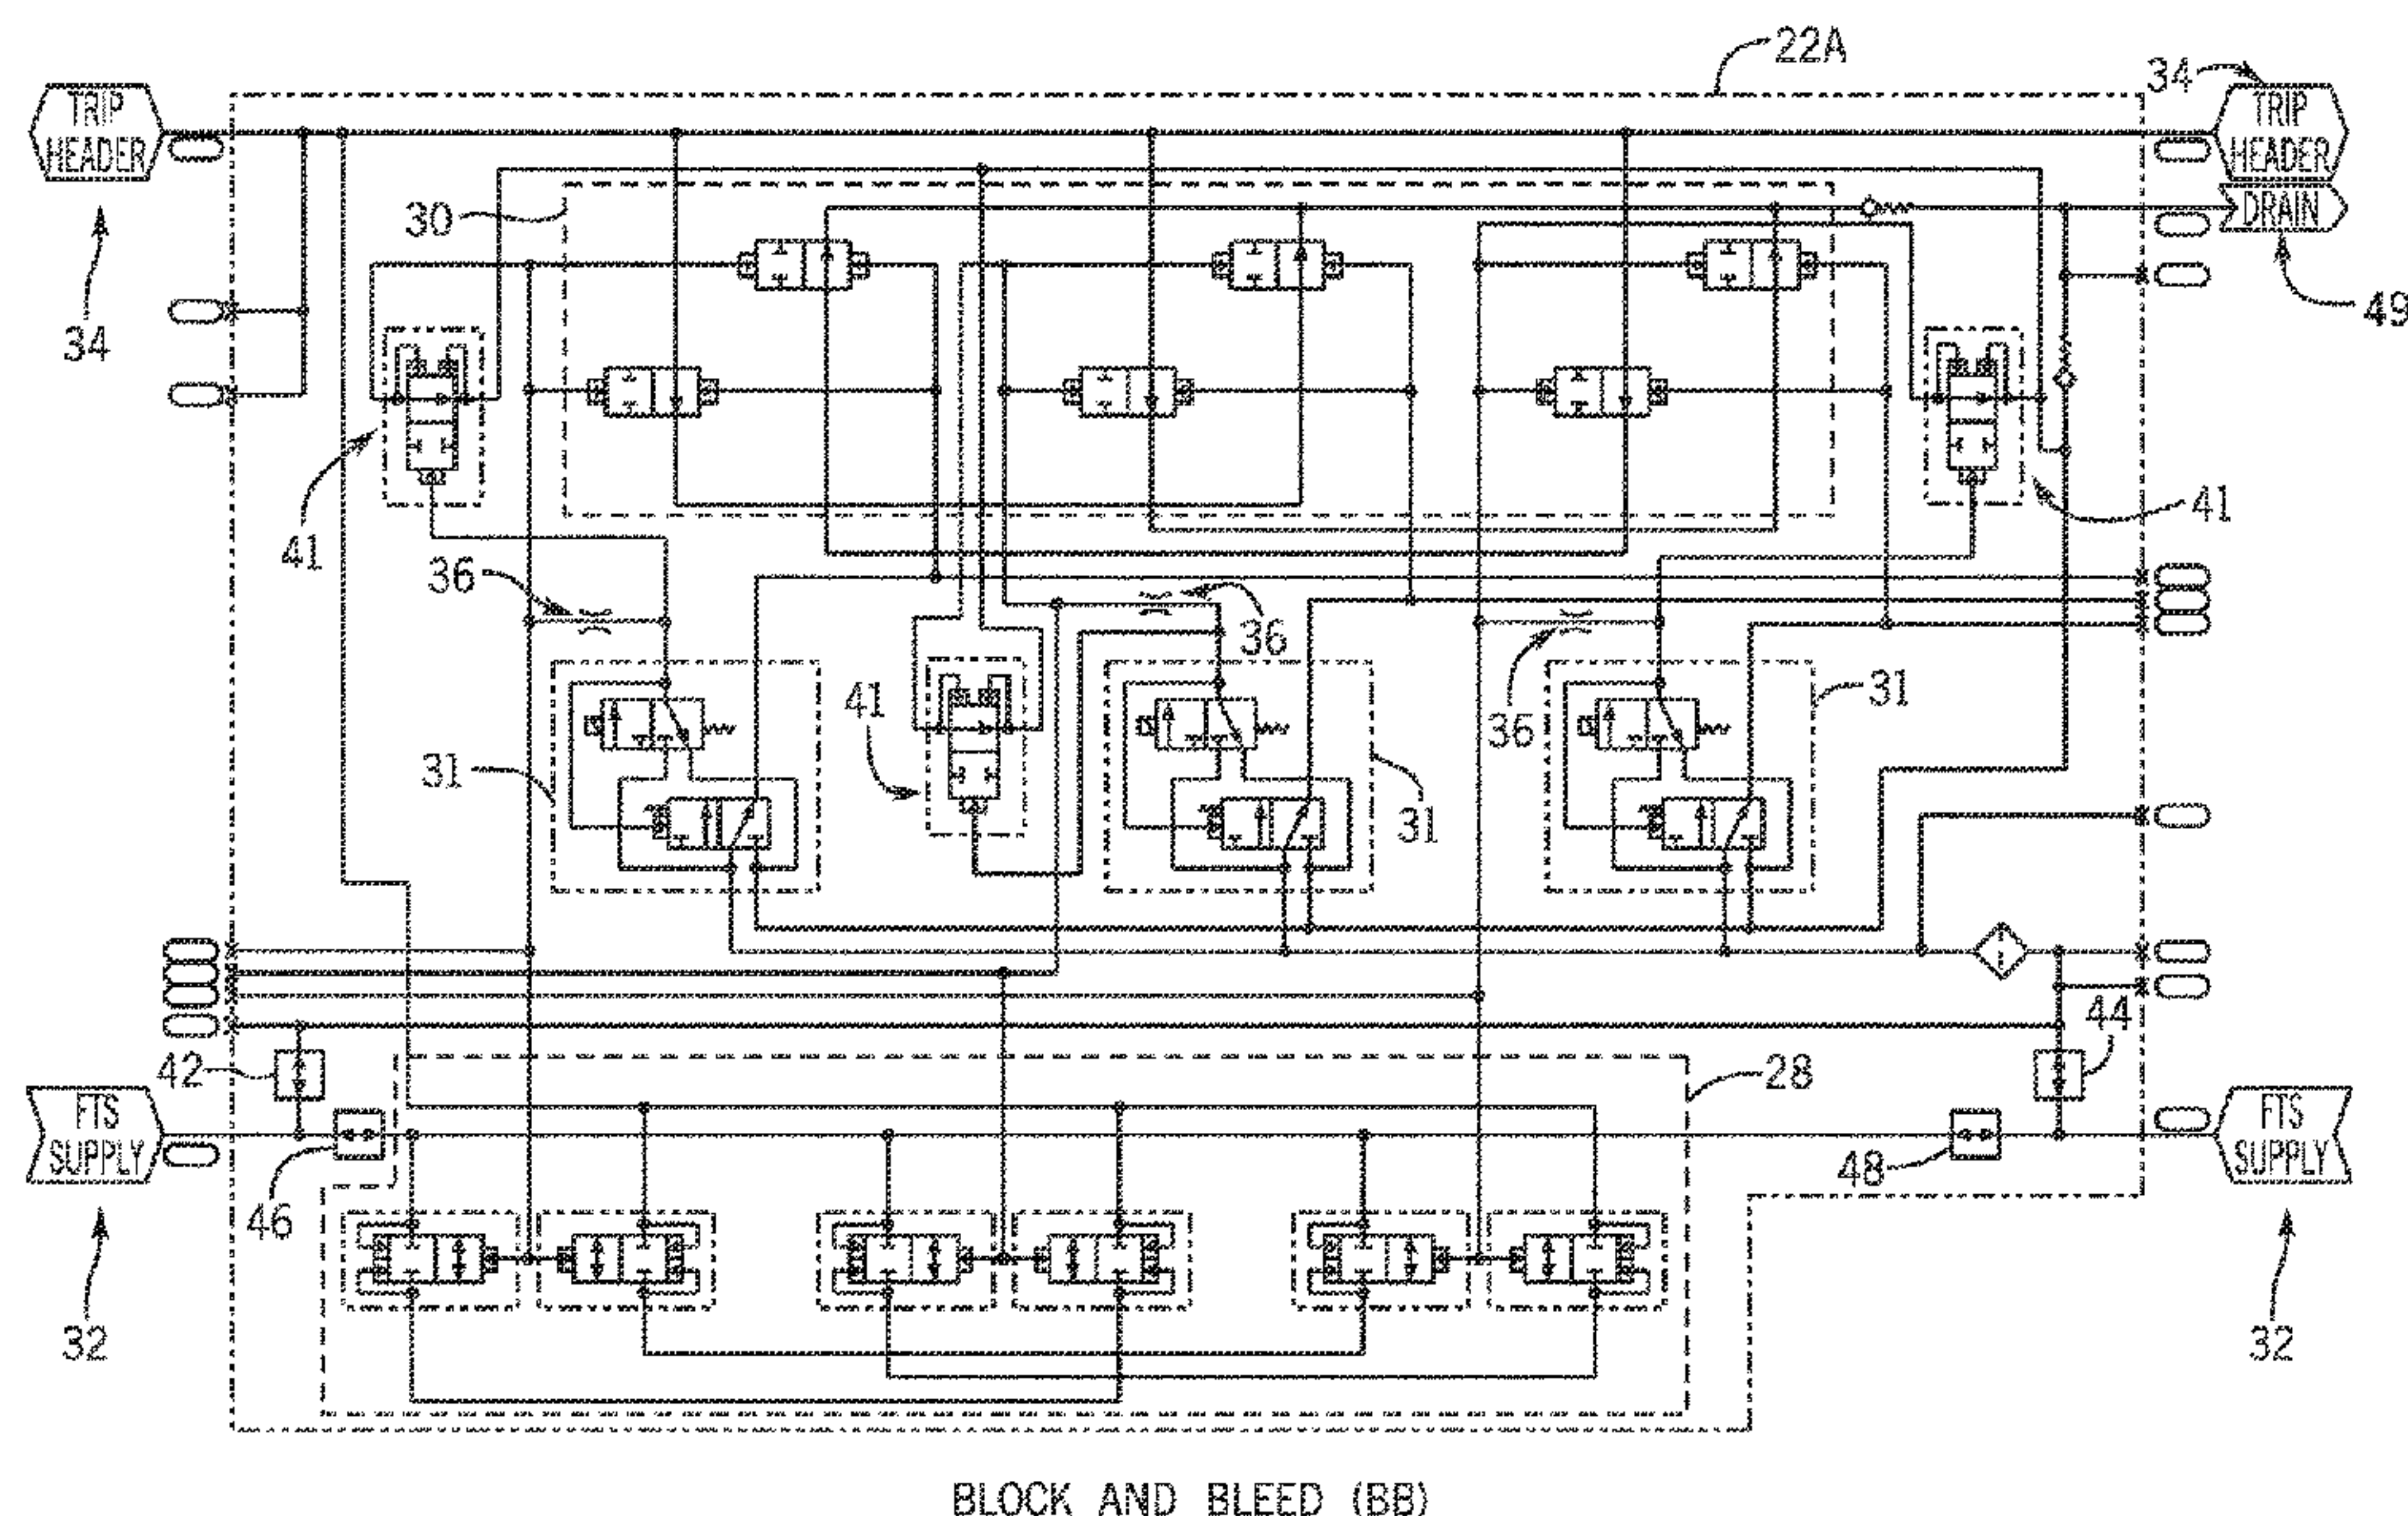 22A
34
TRIP
HEADER
TRIP
HEADER
30
DRAIN
34
49
41
41
36
36
36
31
41
31
31
42
44
28
FTS
SUPPLY
FTS
SUPPLY
46
48
32
32
BLOCK AND BLEED (BB)